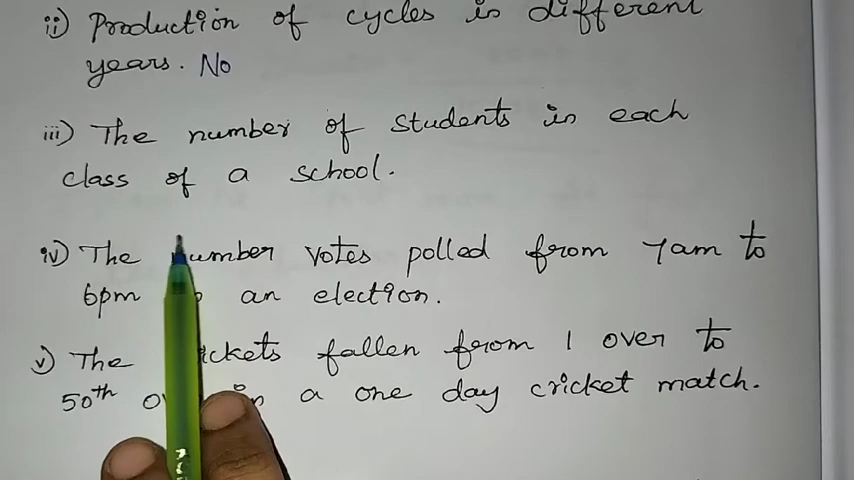 ii) Production of cycles in different
years. No
iii) The number of students in each
class of a school.
iv) The number votes polled from 7am to
6pm an election.
v) The ickets fallen from 1 over to
50th a one day cricket match.